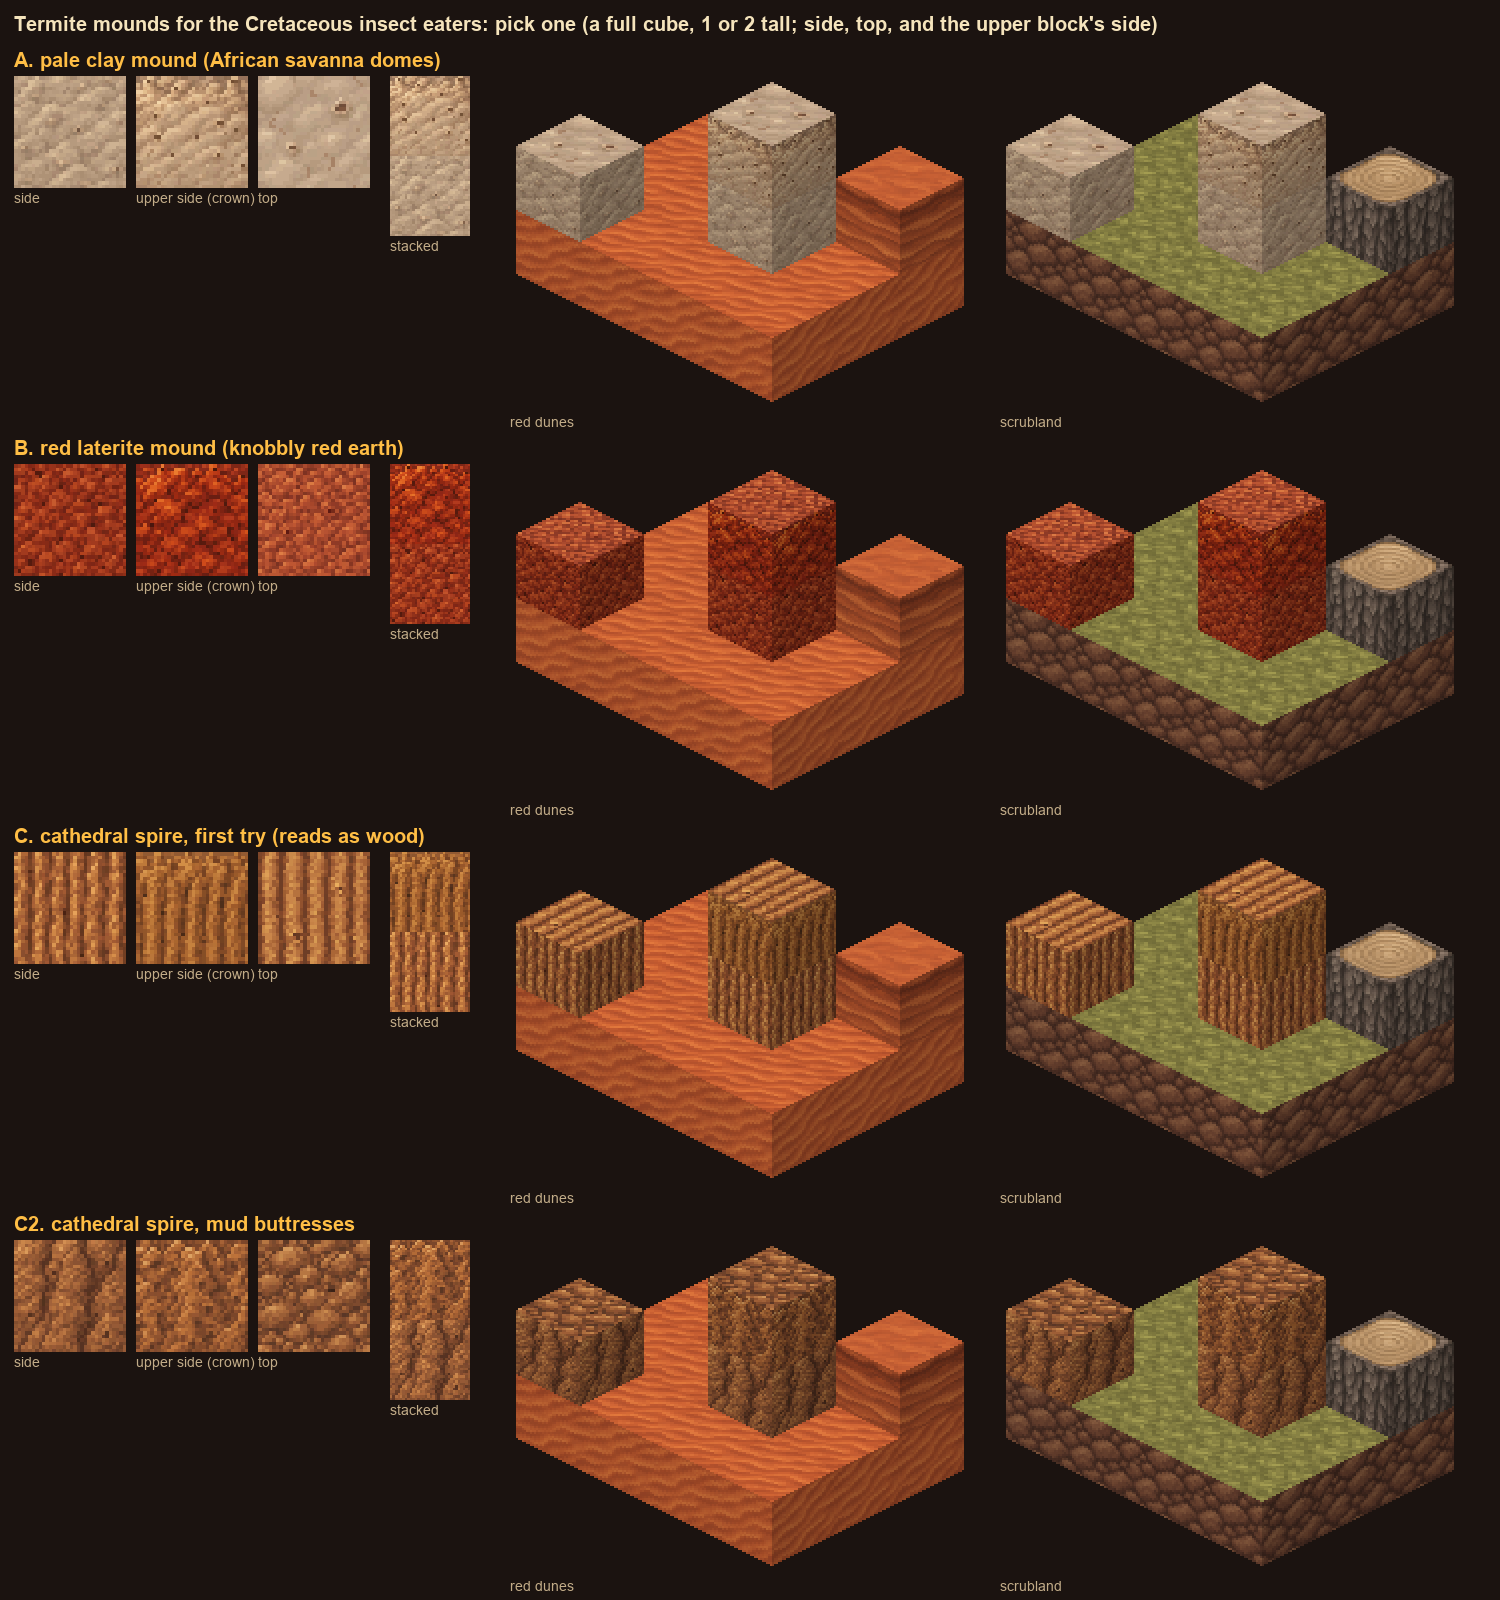 Termite mounds for the Cretaceous insect eaters: pick one (a full cube, 1 or 2 tall; side, top, and the upper block's side)
A. pale clay mound (African savanna domes)
side
upper side (crown)
top
stacked
red dunes
scrubland
B. red laterite mound (knobbly red earth)
side
upper side (crown)
top
stacked
red dunes
scrubland
C. cathedral spire, first try (reads as wood)
side
upper side (crown)
top
stacked
red dunes
scrubland
C2. cathedral spire, mud buttresses
side
upper side (crown)
top
stacked
red dunes
scrubland